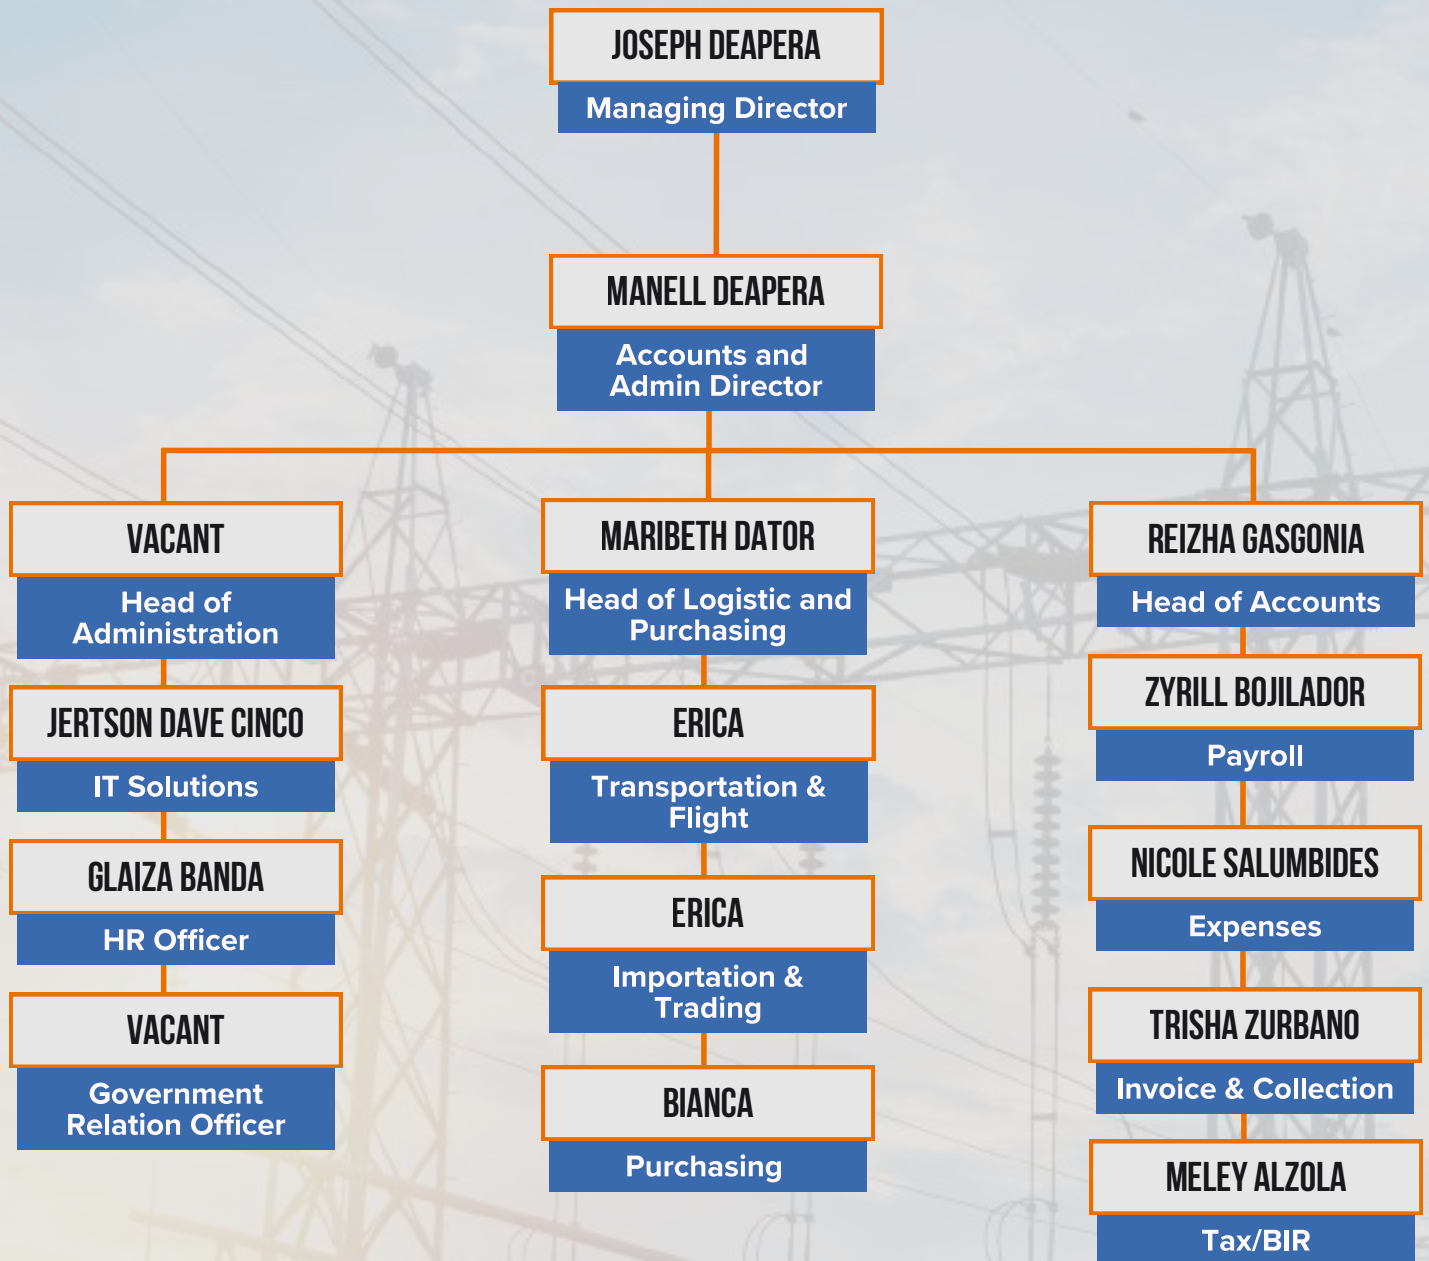 JOSEPH DEAPERA
Managing Director
MANELL DEAPERA
Accounts and
Admin Director
VACANT
Head of
Administration
JERTSON DAVE CINCO
IT Solutions
GLAIZA BANDA
HR Officer
VACANT
Government
Relation Officer
MARIBETH DATOR
Head of Logistic and
Purchasing
ERICA
Transportation &
Flight
ERICA
Importation &
Trading
BIANCA
Purchasing
REIZHA GASGONIA
Head of Accounts
ZYRILL BOJILADOR
Payroll
NICOLE SALUMBIDES
Expenses
TRISHA ZURBANO
Invoice & Collection
MELEY ALZOLA
Tax/BIR